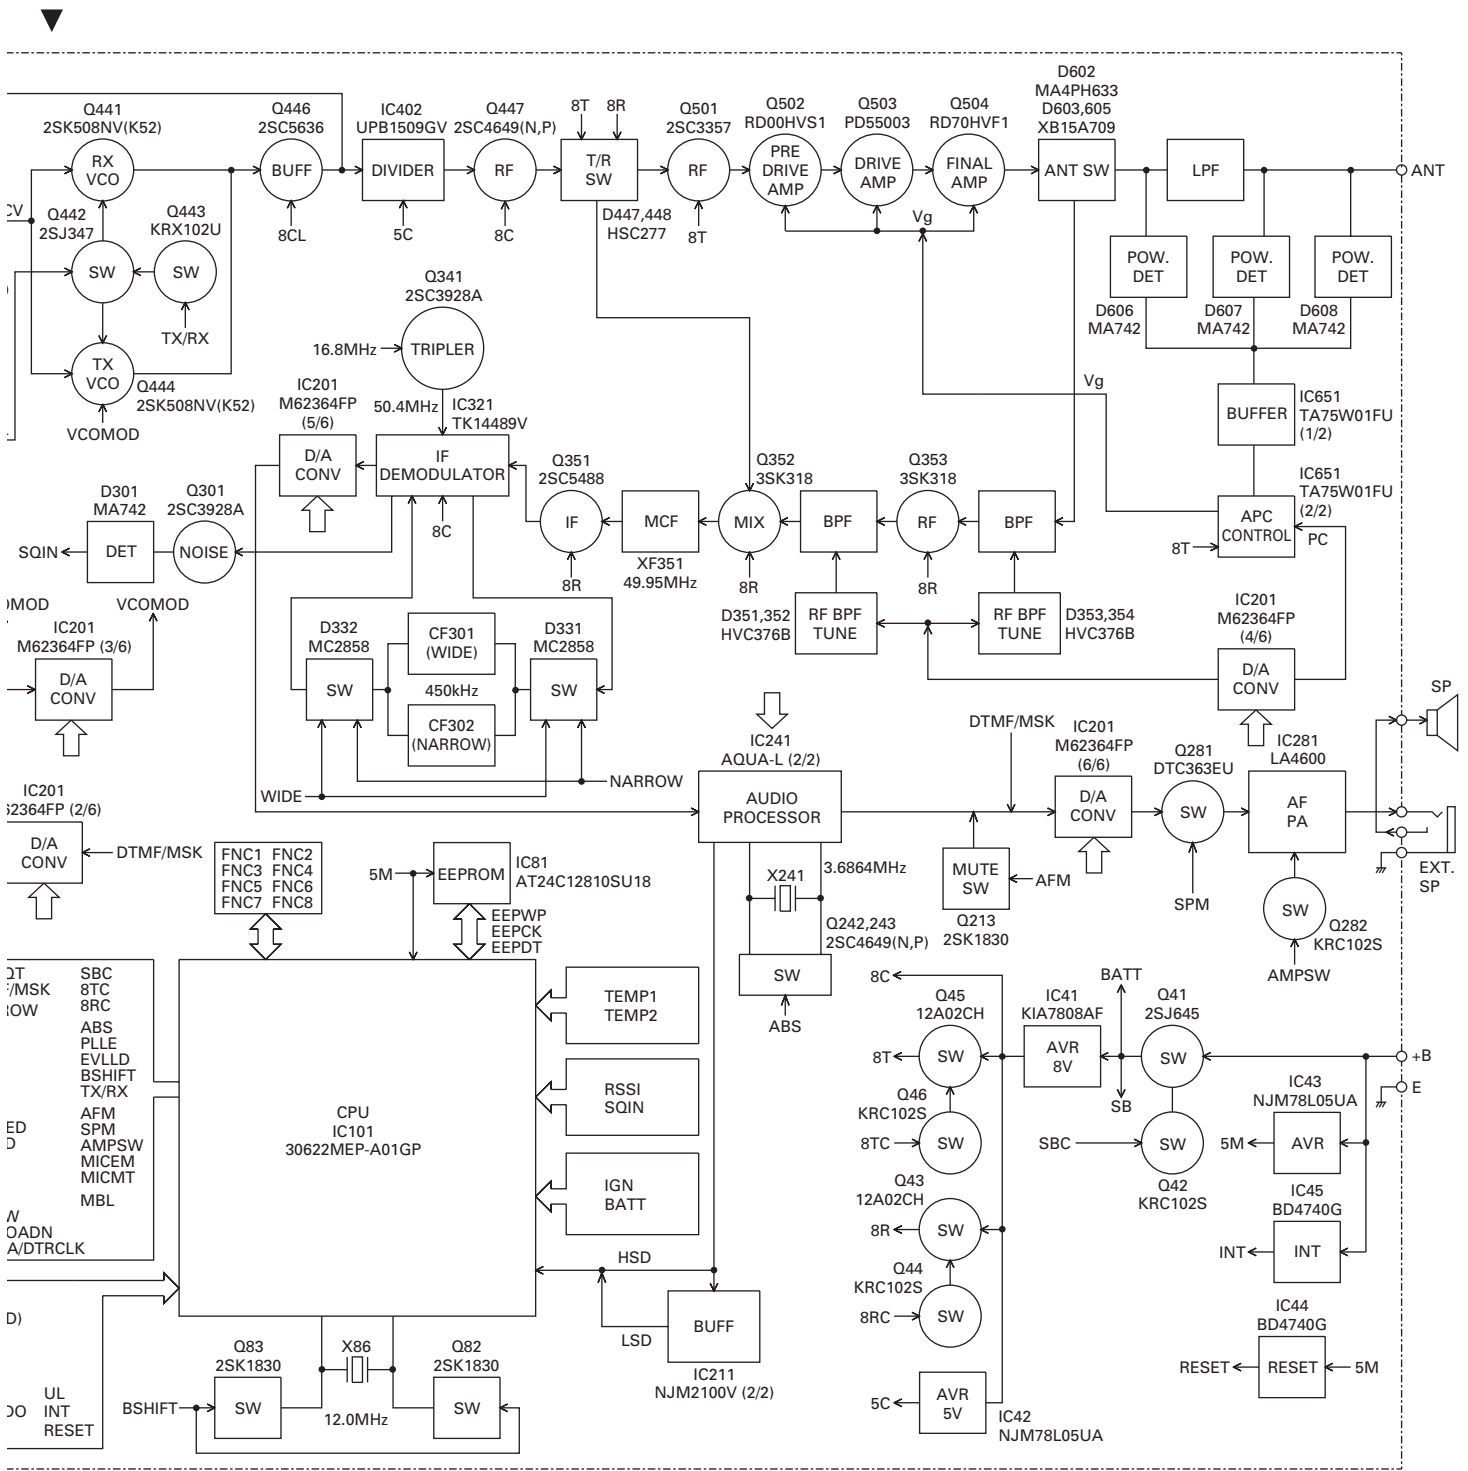 Q441
2SK508NV(K52)
RX
VCO
Q446
2SC5636
BUFF
8CL
IC402
UPB1509GV
DIVIDER
5C
Q447
2SC4649(N,P)
RF
8C
8T 8R
T/R
SW
D447,448
HSC277
Q501
2SC3357
RF
8T
Q502
RD00HVS1
PRE
DRIVE
AMP
Q503
PD55003
DRIVE
AMP
Q504
RD70HVF1
FINAL
AMP
Vg
D602
MA4PH633
D603,605
XB15A709
ANT SW
LPF
ANT
CV
Q442
2SJ347
SW
Q443
KRX102U
SW
TX/RX
TX
VCO
Q444
2SK508NV(K52)
VCOMOD
Q341
2SC3928A
16.8MHz
TRIPLER
50.4MHz
POW.
DET
D606
MA742
POW.
DET
D607
MA742
POW.
DET
D608
MA742
Vg
BUFFER
IC651
TA75W01FU
(1/2)
IC201
M62364FP
(5/6)
D/A
CONV
IC321
TK14489V
IF
DEMODULATOR
8C
Q351
2SC5488
IF
8R
MCF
XF351
49.95MHz
Q352
3SK318
MIX
8R
BPF
Q353
3SK318
RF
8R
BPF
IC651
TA75W01FU
(2/2)
APC
CONTROL
8T
PC
D301
MA742
DET
SQIN
Q301
2SC3928A
NOISE
D351,352
HVC376B
RF BPF
TUNE
RF BPF
TUNE
D353,354
HVC376B
IC201
M62364FP
(4/6)
D/A
CONV
VCOMOD
IC201
M62364FP (3/6)
D/A
CONV
D332
MC2858
SW
CF301
(WIDE)
450kHz
CF302
(NARROW)
D331
MC2858
SW
WIDE
NARROW
IC241
AQUA-L (2/2)
AUDIO
PROCESSOR
DTMF/MSK
IC201
M62364FP
(6/6)
D/A
CONV
Q281
DTC363EU
SW
SPM
IC281
LA4600
AF
PA
SP
EXT.
SP
IC201
D/A
CONV
DTMF/MSK
FNC1 FNC2
FNC3 FNC4
FNC5 FNC6
FNC7 FNC8
5M
EEPROM
IC81
AT24C12810SU18
EEPWP
EEPCK
EEPDT
X241
3.6864MHz
Q242,243
2SC4649(N,P)
SW
ABS
MUTE
SW
AFM
Q213
2SK1830
SW
Q282
KRC102S
AMPSW
SBC
8TC
8RC
ABS
PLLE
EVLLD
BSHIFT
TX/RX
AFM
SPM
AMPSW
MICEM
MICMT
MBL
CPU
IC101
30622MEP-A01GP
TEMP1
TEMP2
RSSI
SQIN
IGN
BATT
HSD
LSD
BUFF
IC211
NJM2100V (2/2)
8C
Q45
12A02CH
8T
SW
Q46
KRC102S
8TC
SW
Q43
12A02CH
8R
SW
Q44
KRC102S
8RC
SW
5C
AVR
5V
IC42
NJM78L05UA
IC41
KIA7808AF
AVR
8V
BATT
SB
Q41
2SJ645
SW
SBC
SW
Q42
KRC102S
+B
E
IC43
NJM78L05UA
5M
AVR
IC45
BD4740G
INT
INT
IC44
BD4740G
RESET
RESET
5M
UL
INT
RESET
Q83
2SK1830
BSHIFT
SW
X86
12.0MHz
Q82
2SK1830
SW